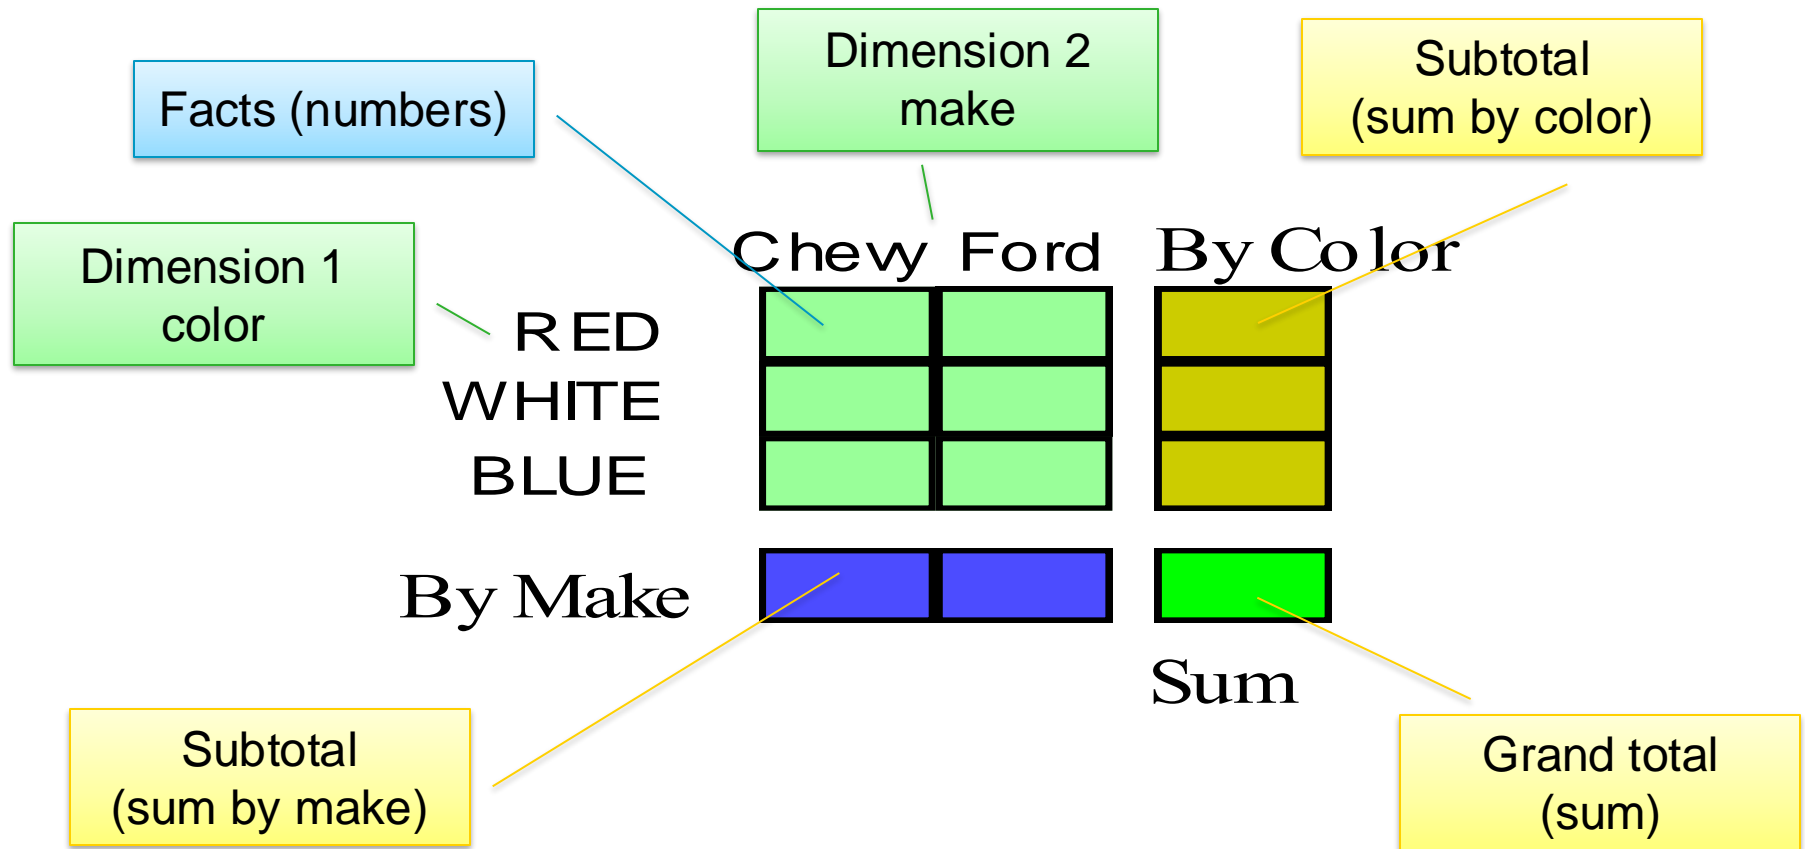 Dimension 2
make
Subtotal
(sum by color)
Facts (numbers)
Dimension 1
color
Chevy Ford By Color
RED
WHITE
BLUE
By Make
Sum
Subtotal
(sum by make)
Grand total
(sum)